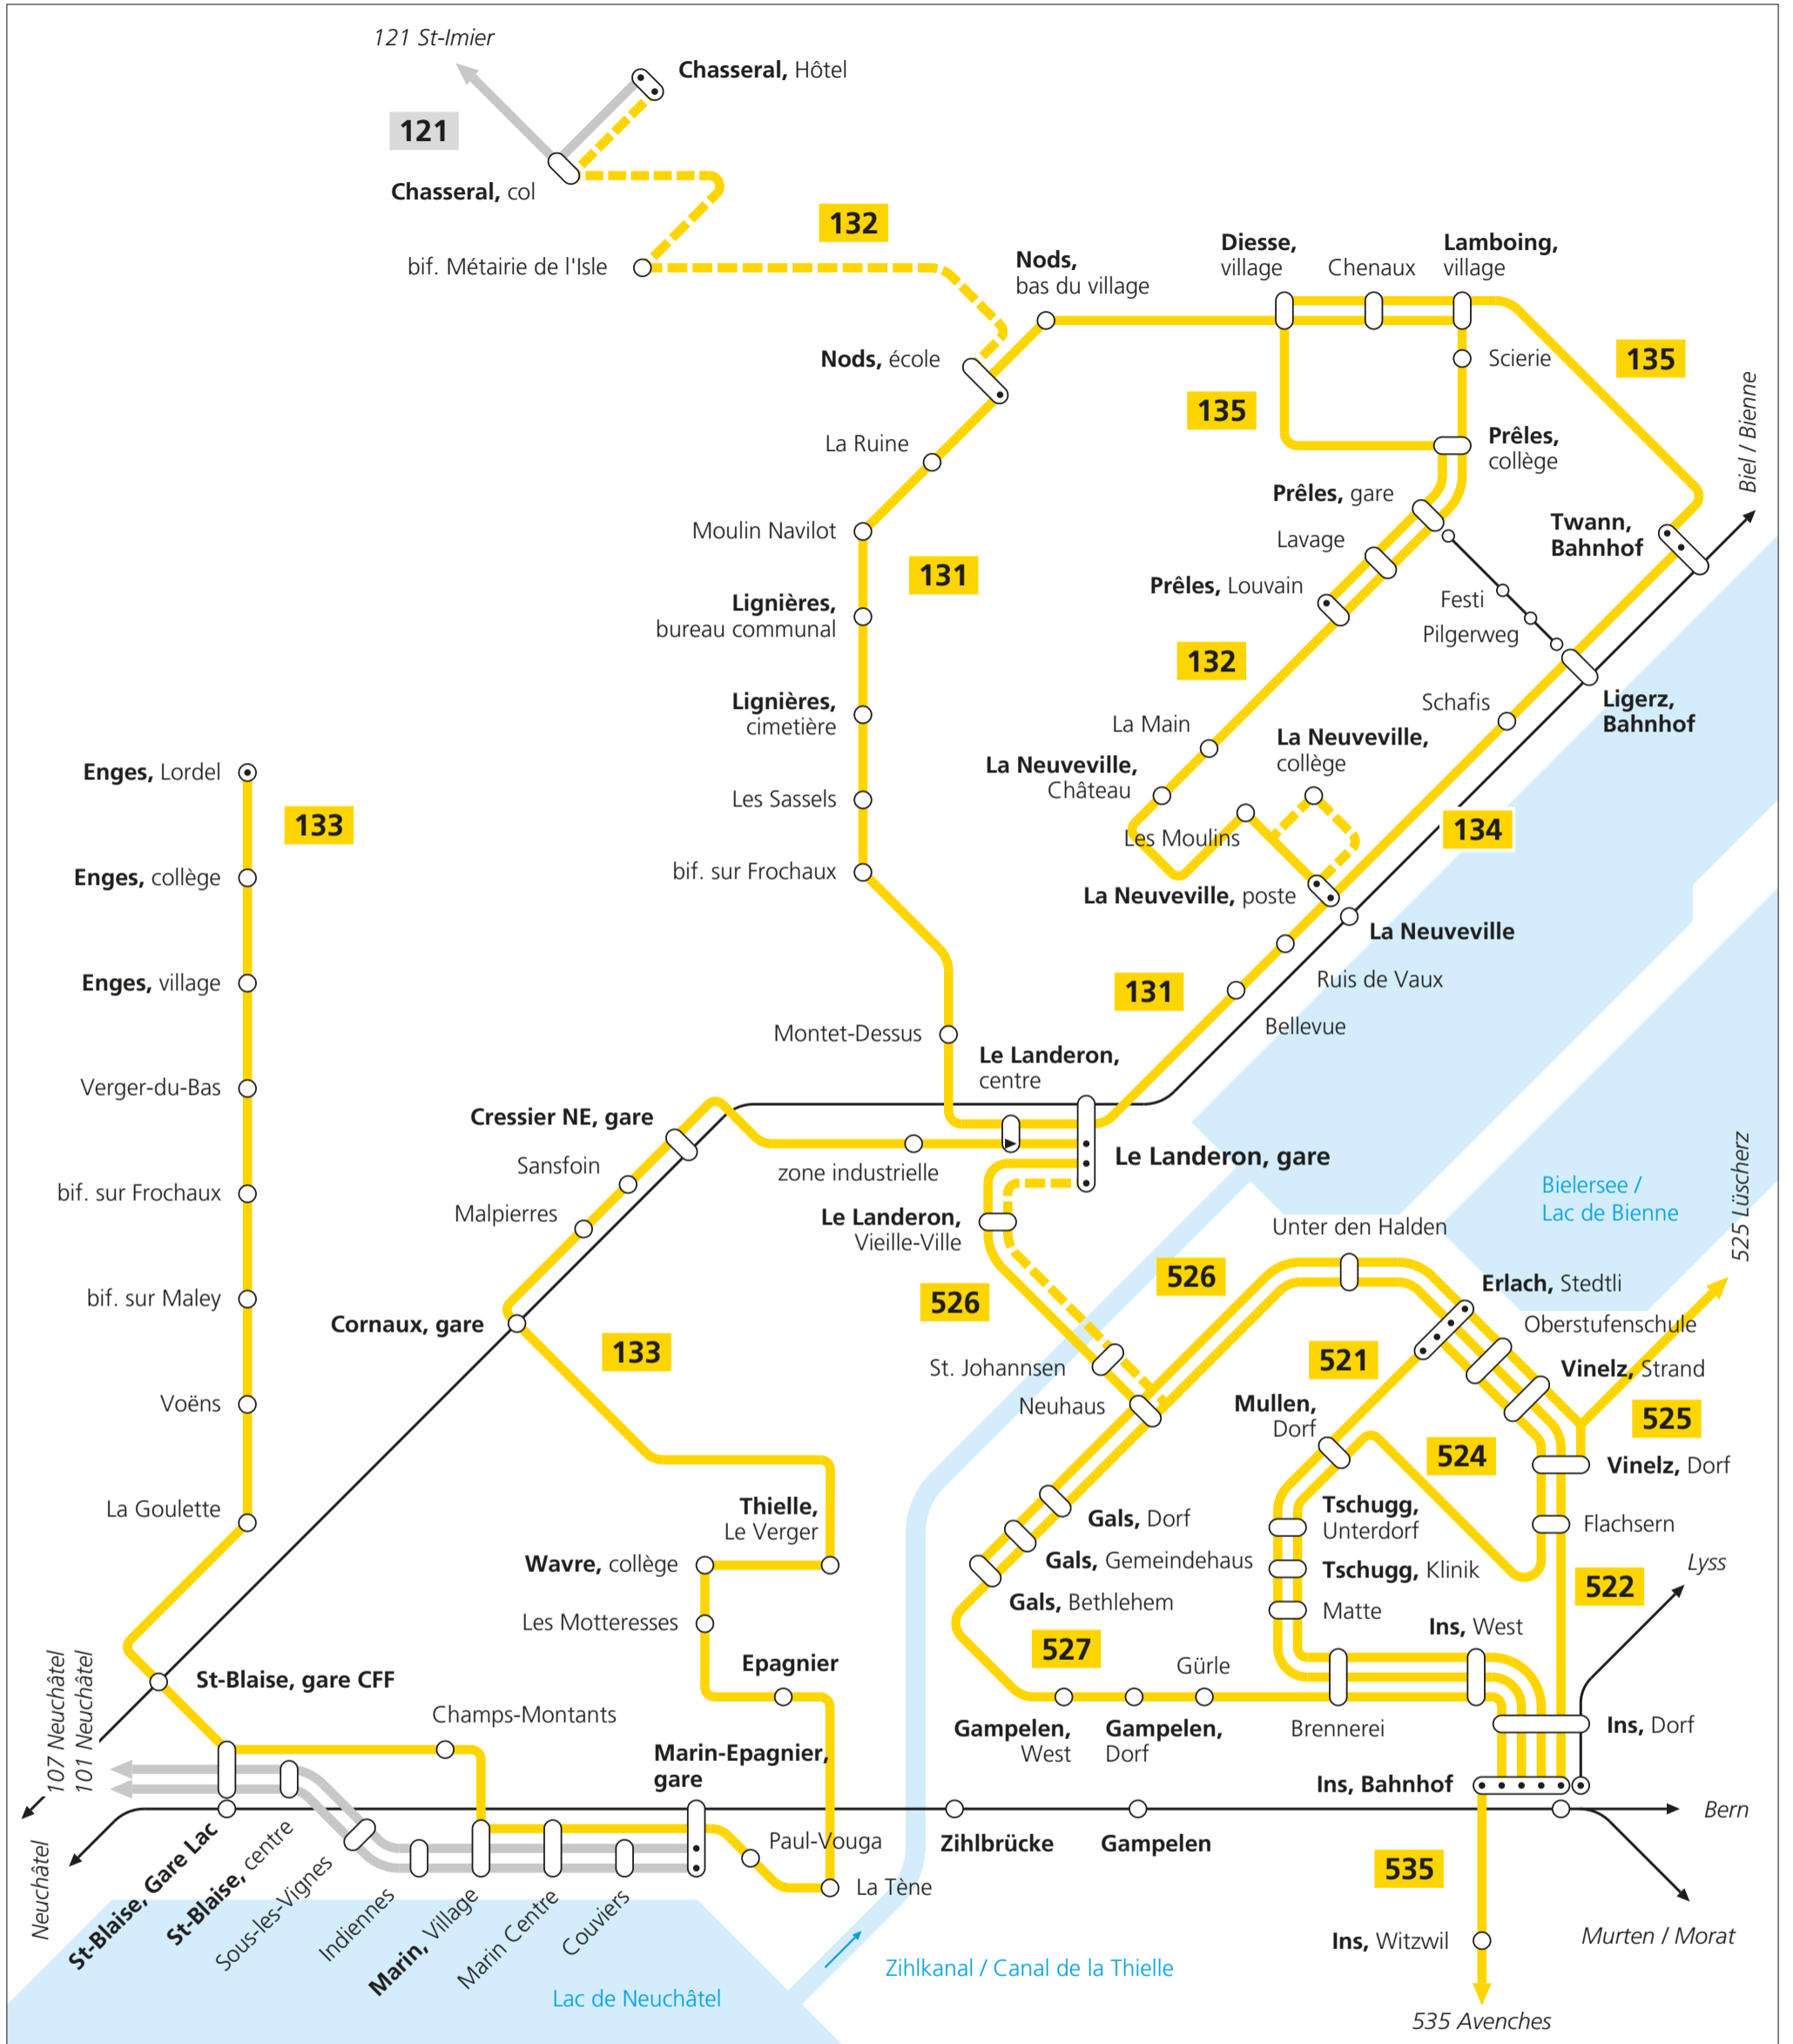 121 St-Imier
Chasseral, Hôtel
121
Chasseral, col
132
bif. Métairie de l'Isle
Nods,
bas du village
Diesse,
village
Chenaux
Lamboing,
village
Nods, école
Scierie
135
135
Biel / Bienne
La Ruine
Prêles,
collège
Prêles, gare
Moulin Navilot
Lavage
Twann,
Bahnhof
131
Prêles, Louvain
Festi
Pilgerweg
Lignières,
bureau communal
132
Ligerz,
Bahnhof
Schafis
Lignières,
cimetière
La Main
La Neuveville,
collège
La Neuveville,
Château
Enges, Lordel
Les Sassels
133
Les Moulins
134
bif. sur Frochaux
Enges, collège
La Neuveville, poste
La Neuveville
Enges, village
131
Ruis de Vaux
Bellevue
Montet-Dessus
Le Landeron,
centre
Verger-du-Bas
Cressier NE, gare
Le Landeron, gare
zone industrielle
Sansfoin
bif. sur Frochaux
Malpierres
Le Landeron,
Vieille-Ville
Bielersee /
Lac de Bienne
525 Lüscherz
Unter den Halden
526
526
Erlach, Stedtli
bif. sur Maley
Cornaux, gare
Oberstufenschule
133
521
St. Johannsen
Vinelz, Strand
Neuhaus
Voëns
Mullen,
Dorf
525
524
Vinelz, Dorf
La Goulette
Thielle,
Le Verger
Gals, Dorf
Tschugg,
Unterdorf
Flachsern
Wavre, collège
Gals, Gemeindehaus
Tschugg, Klinik
Lyss
522
Gals, Bethlehem
Matte
Les Motteresses
Ins, West
527
107 Neuchâtel
101 Neuchâtel
St-Blaise, gare CFF
Epagnier
Gürle
Champs-Montants
Gampelen,
West
Gampelen,
Dorf
Brennerei
Ins, Dorf
Marin-Epagnier,
gare
Ins, Bahnhof
Bern
Neuchâtel
St-Blaise, Gare Lac
St-Blaise, centre
Sous-les-Vignes
Indiennes
Marin, Village
Marin Centre
Couviers
Paul-Vouga
Zihlbrücke
Gampelen
La Tène
535
Ins, Witzwil
Murten / Morat
Zihlkanal / Canal de la Thielle
Lac de Neuchâtel
535 Avenches